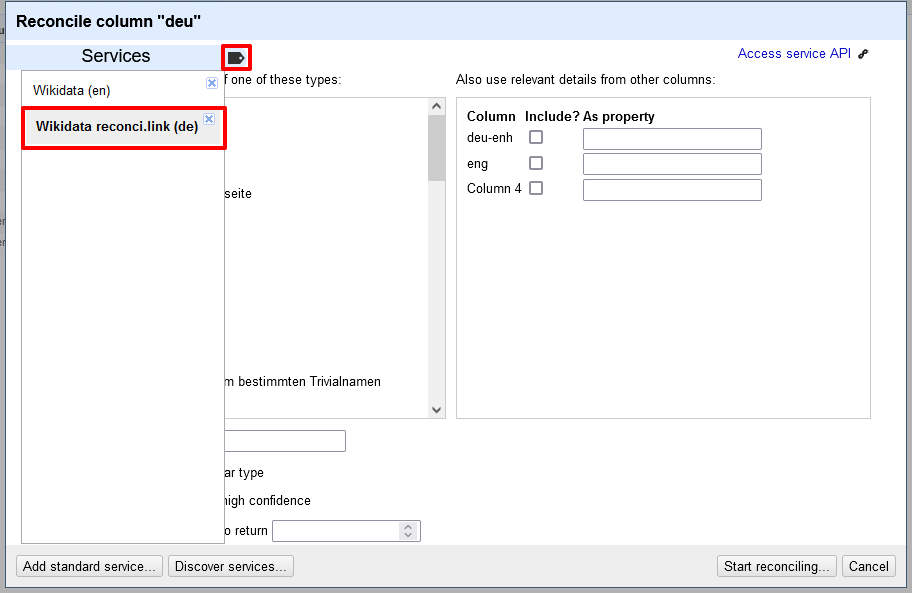 Reconcile column "deu"
Services
Access service API
Wikidata (en)
Wikidata reconci.link (de)
f one of these types:
seite
m bestimmten Trivialnamen
Also use relevant details from other columns:
Column Include? As property
deu-enh
eng
Column 4
ar type
high confidence
o return
Add standard service...
Discover services...
Start reconciling...
Cancel